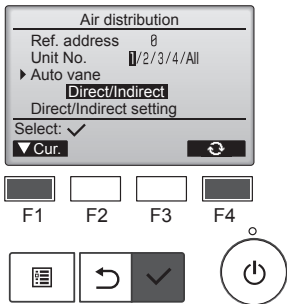 Air distribution
Ref. address 0
Unit No. 1/2/3/4/All
Auto vane
Direct/Indirect
Direct/Indirect setting
Select:
Cur.
F1 F2 F3 F4